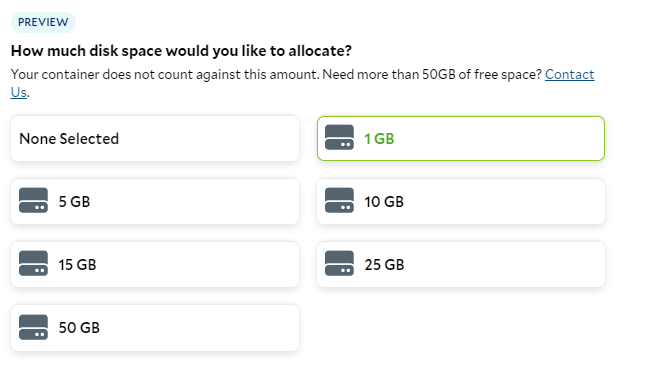 PREVIEW
How much disk space would you like to allocate?
Your container does not count against this amount. Need more than 50GB of free space? Contact
Us.
None Selected
1 GB
5 GB
10 GB
15 GB
25 GB
50 GB